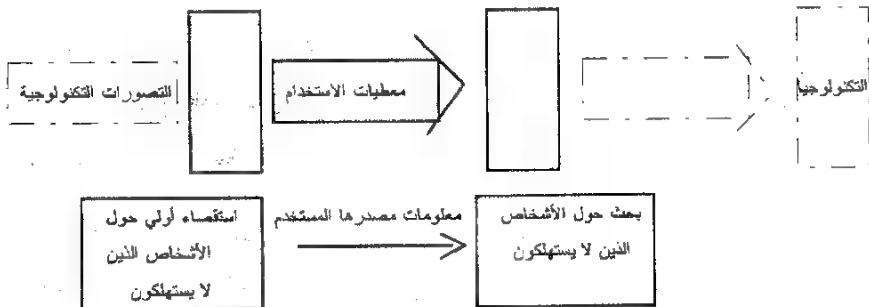 التصورات التكنولوجية
معطيات الاستخدام
التكنولوجيا
استقصاء أولي حول
الأشخاص الذين
لا يستهلكون
معلومات مصدرها المستخدم
بحث حول الأشخاص
الذين لا يستهلكون